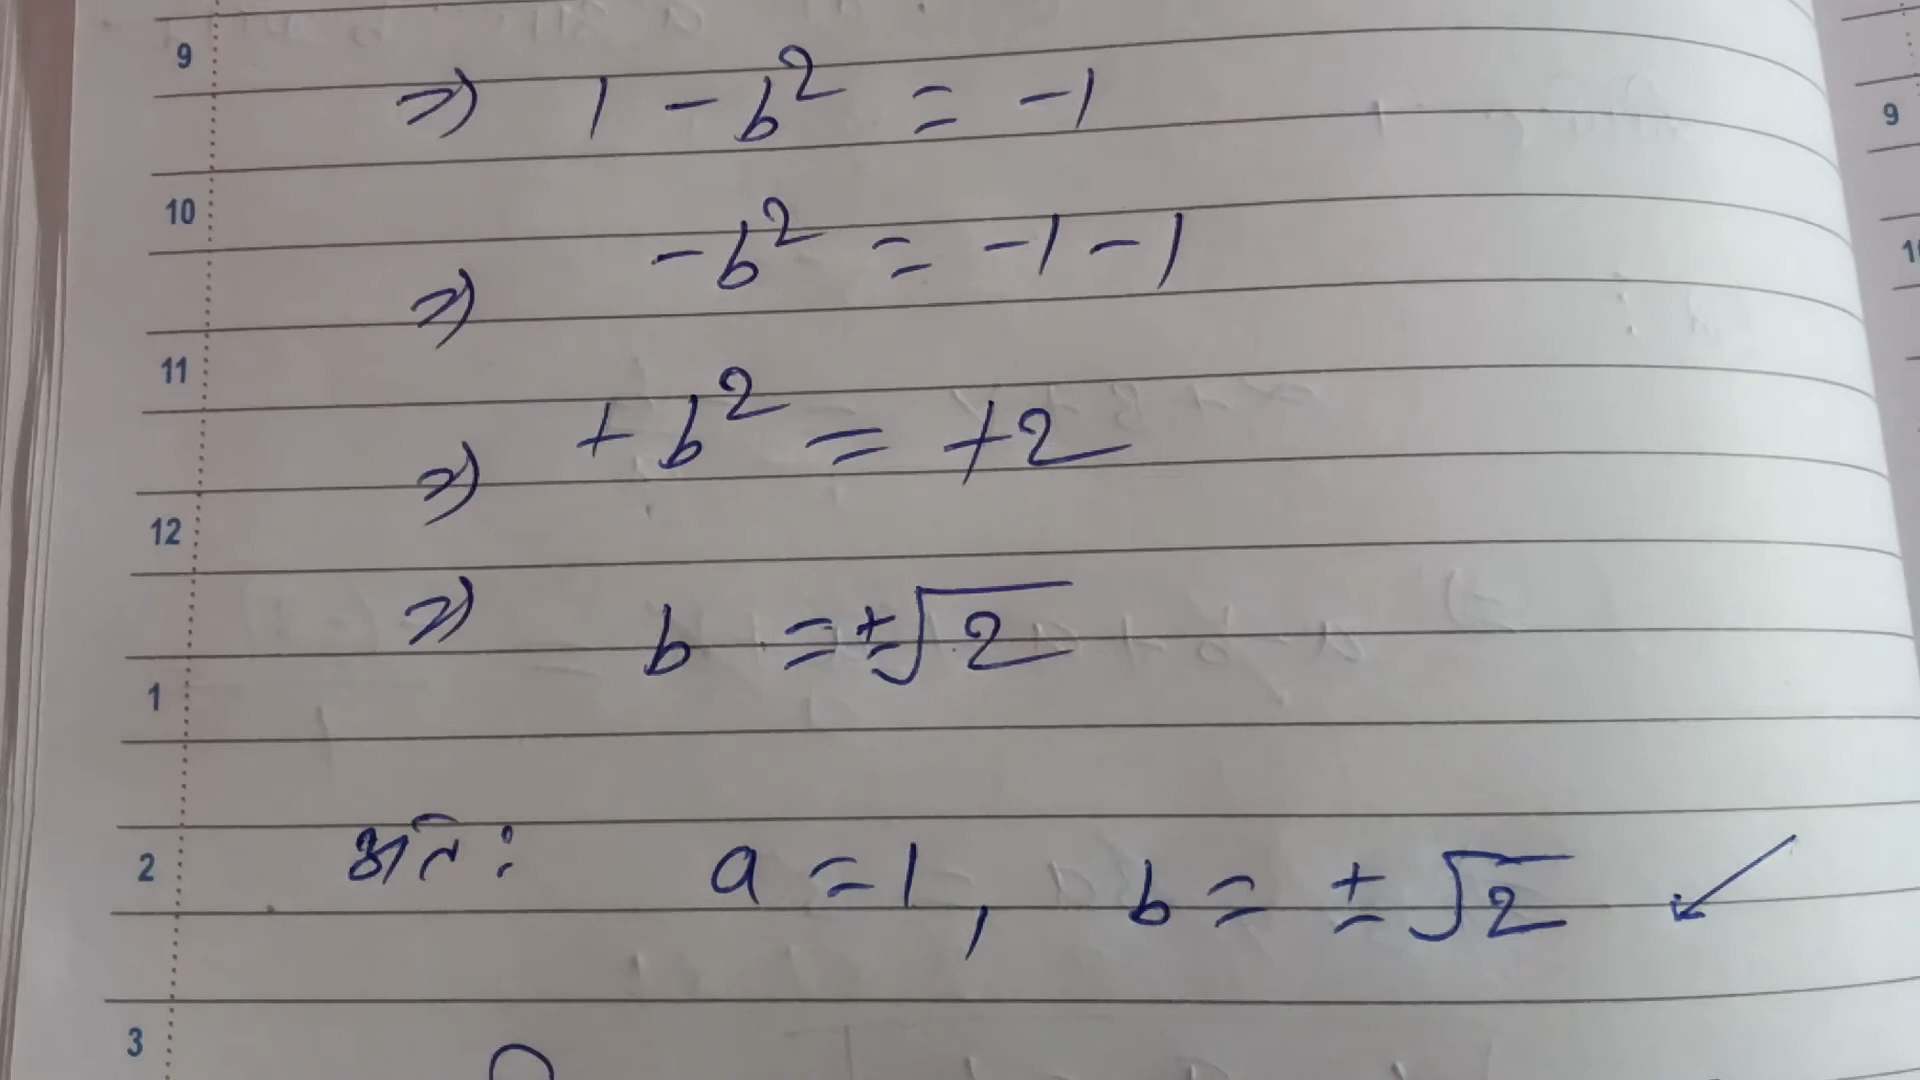 9
⇒ 1 - b² = -1
9
10
-b² = -1 - 1
⇒
11
+b² = +2
⇒
12
⇒ b = ±√2
1
2 अतः a = 1, b = ±√2
3